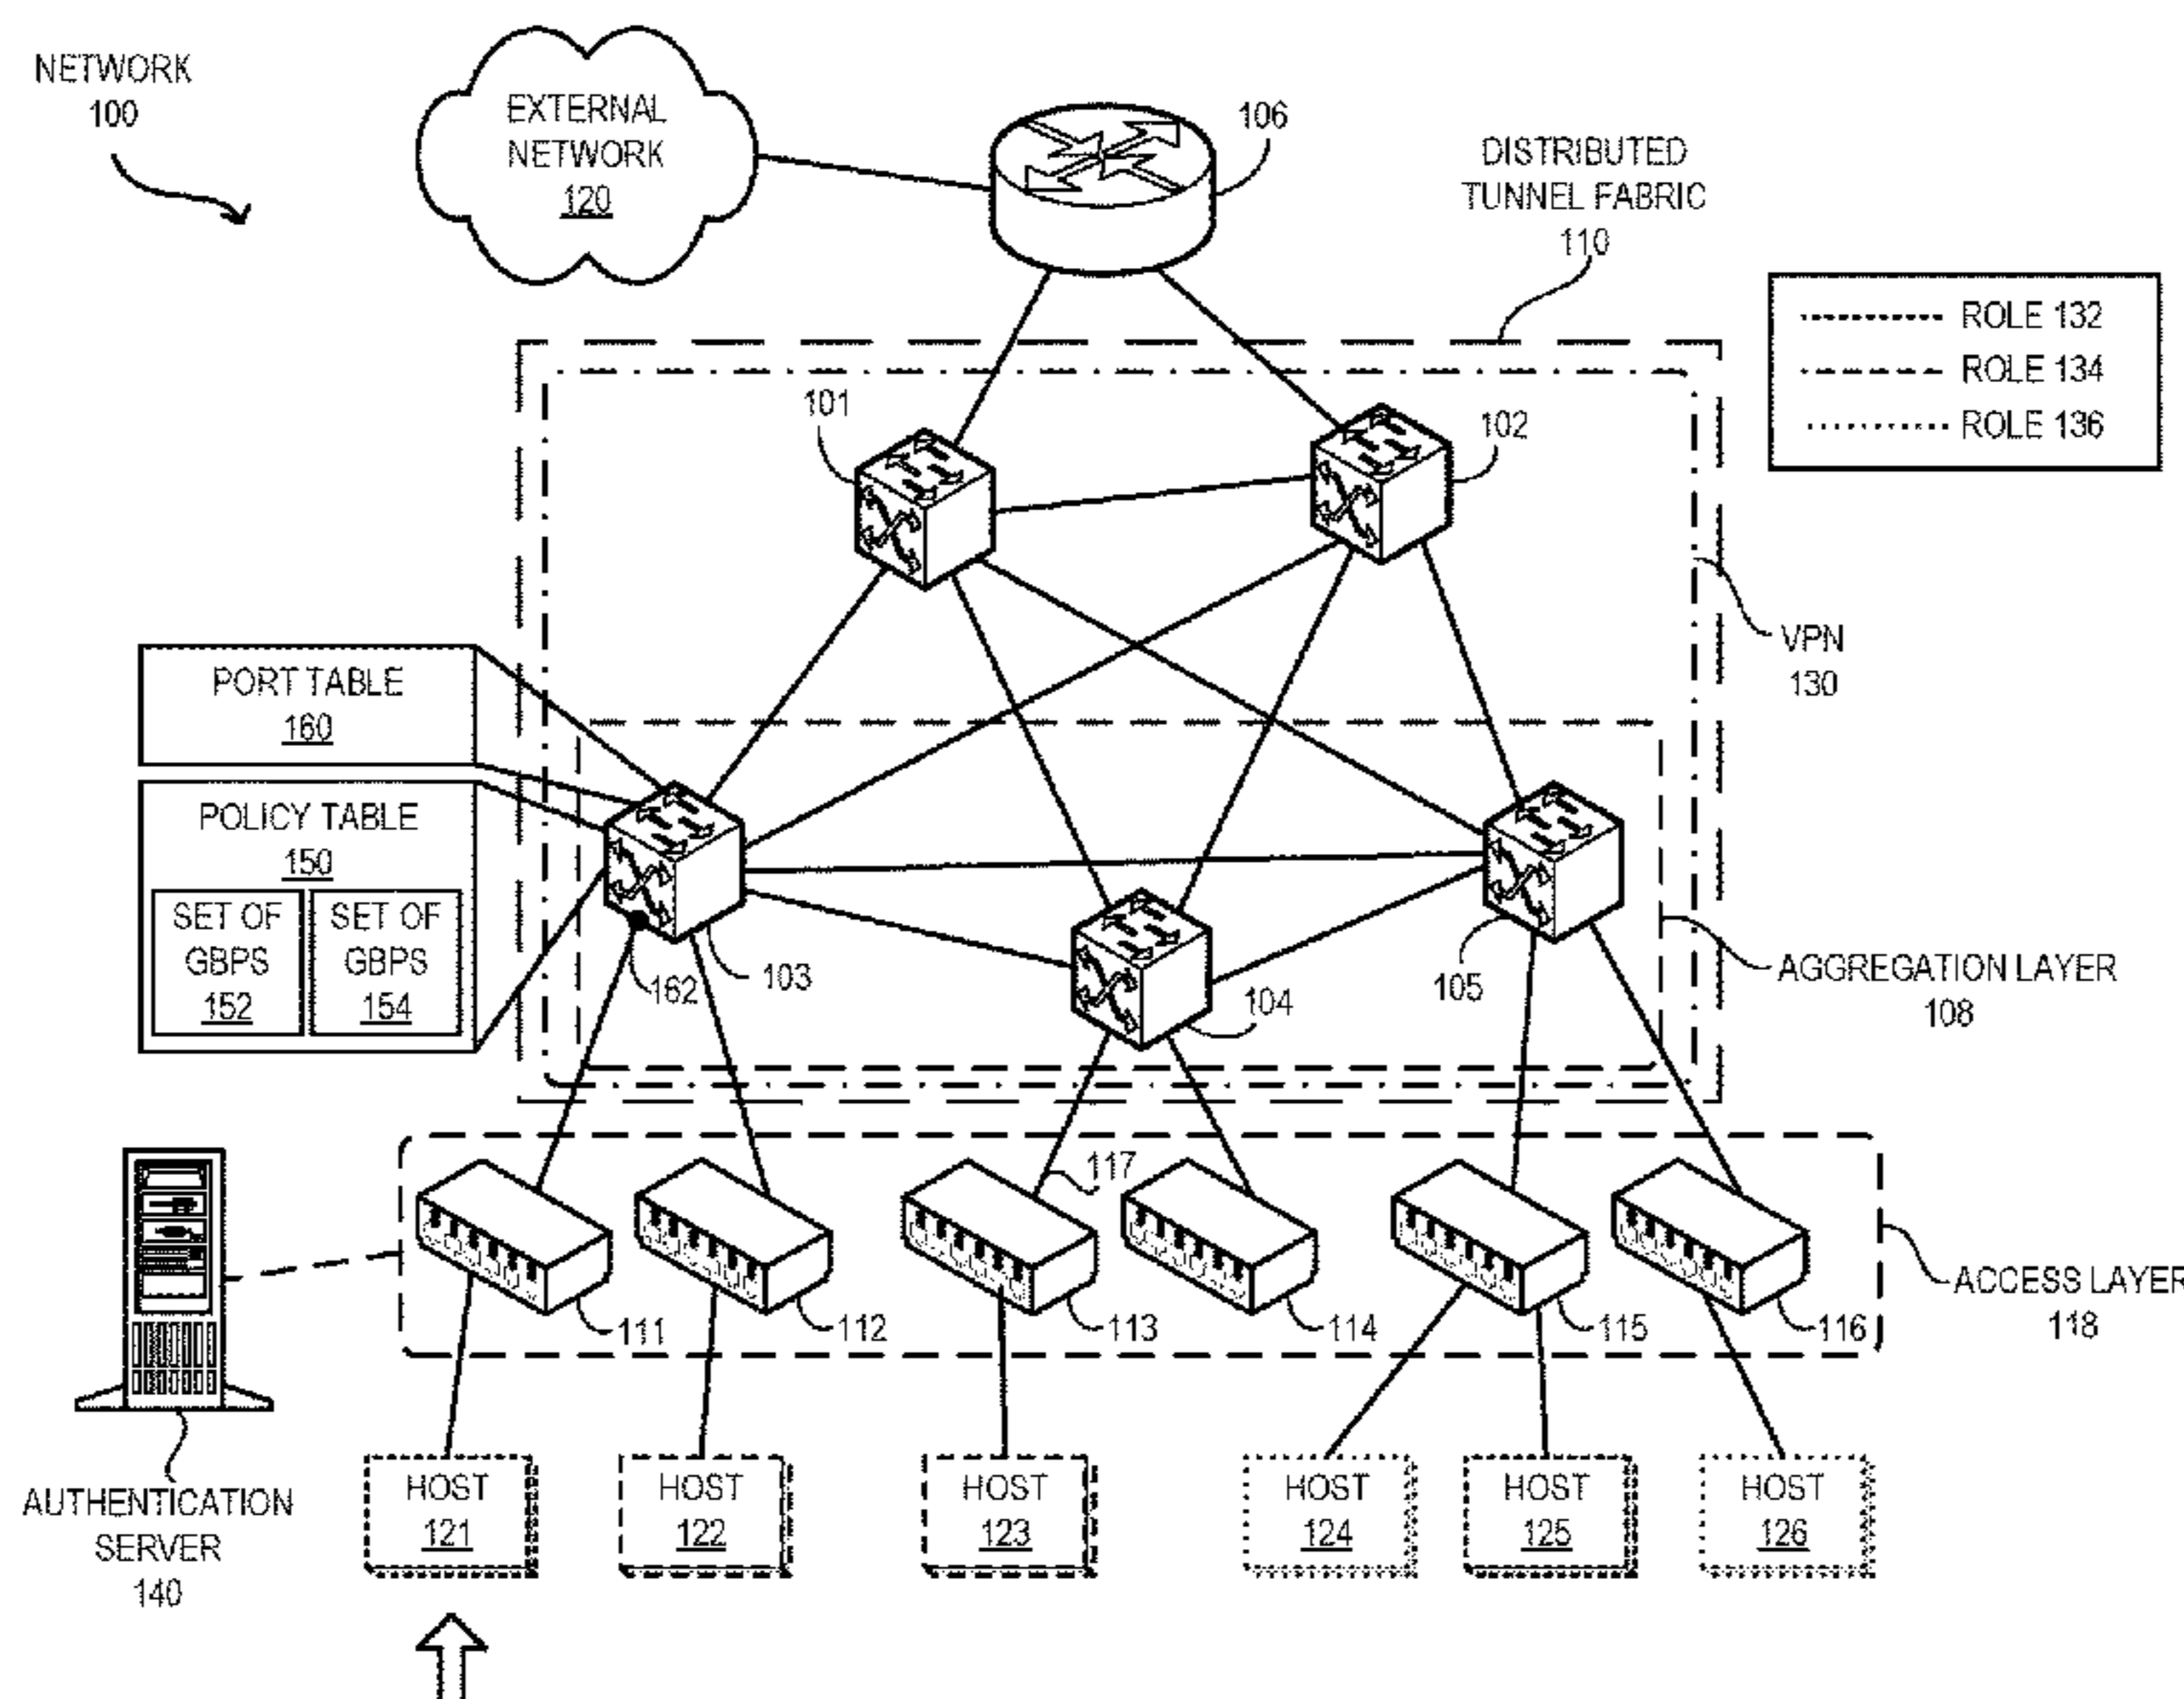 NETWORK
100
EXTERNAL
NETWORK
120
106
DISTRIBUTED
TUNNEL FABRIC
110
ROLE 132
ROLE 134
ROLE 136
101
102
VPN
130
PORT TABLE
160
POLICY TABLE
150
SET OF
GBPS
152
SET OF
GBPS
154
162
103
104
105
AGGREGATION LAYER
108
117
111
112
113
114
115
116
ACCESS LAYER
118
AUTHENTICATION
SERVER
140
HOST
121
HOST
122
HOST
123
HOST
124
HOST
125
HOST
126